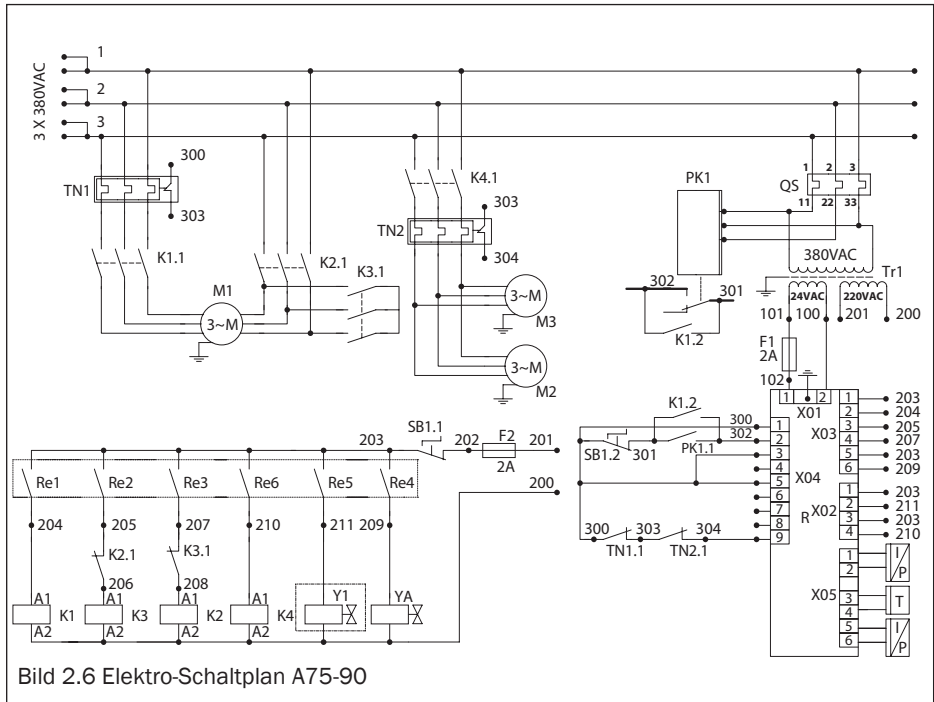 1
2
3
3 X 380VAC
300
TN1
303
K1.1
M1
3~M
K2.1
K3.1
K4.1
303
TN2
304
3~M
M3
3~M
M2
PK1
302
301
K1.2
1 2 3
QS
11 22 33
380VAC
Tr1
24VAC
220VAC
101 100 201 200
F1
2A
102
1 2
X01
1 203
2 204
X03
3 205
4 207
5 203
6 209
X04
R
1 203
X02
2 211
3 203
4 210
1
2
I
P
X05
3
4
T
5
6
I
P
K1.2
300
302
SB1.2
301
PK1.1
1
2
3
4
5
6
7
8
9
300 303 304
TN1.1 TN2.1
203
SB1.1
202
F2
2A
201
200
Re1 Re2 Re3 Re6 Re5 Re4
204 205 207 210 211 209
K2.1 K3.1
206 208
A1 A1 A1 A1 Y1 YA
K1 K3 K2 K4
A2 A2 A2 A2
Bild 2.6 Elektro-Schaltplan A75-90